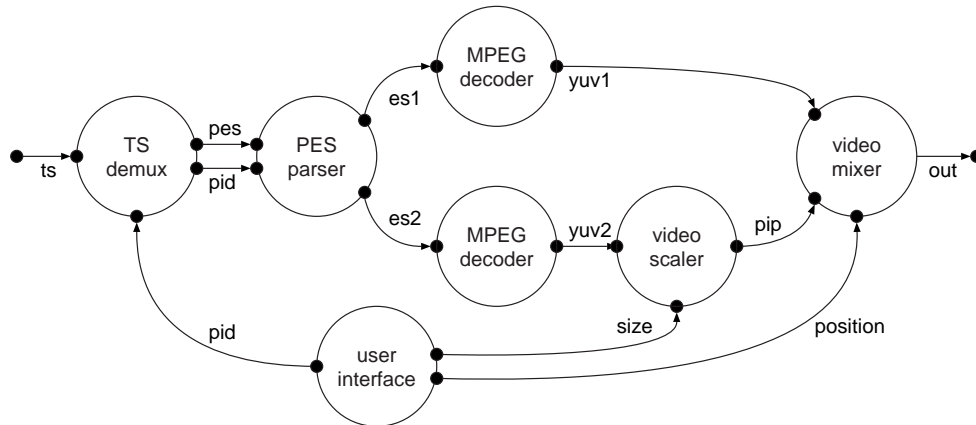 MPEG
decoder
yuv1
es1
TS
demux
pes
pid
PES
parser
ts
video
mixer
out
es2
MPEG
decoder
yuv2
video
scaler
pip
pid
user
interface
size
position